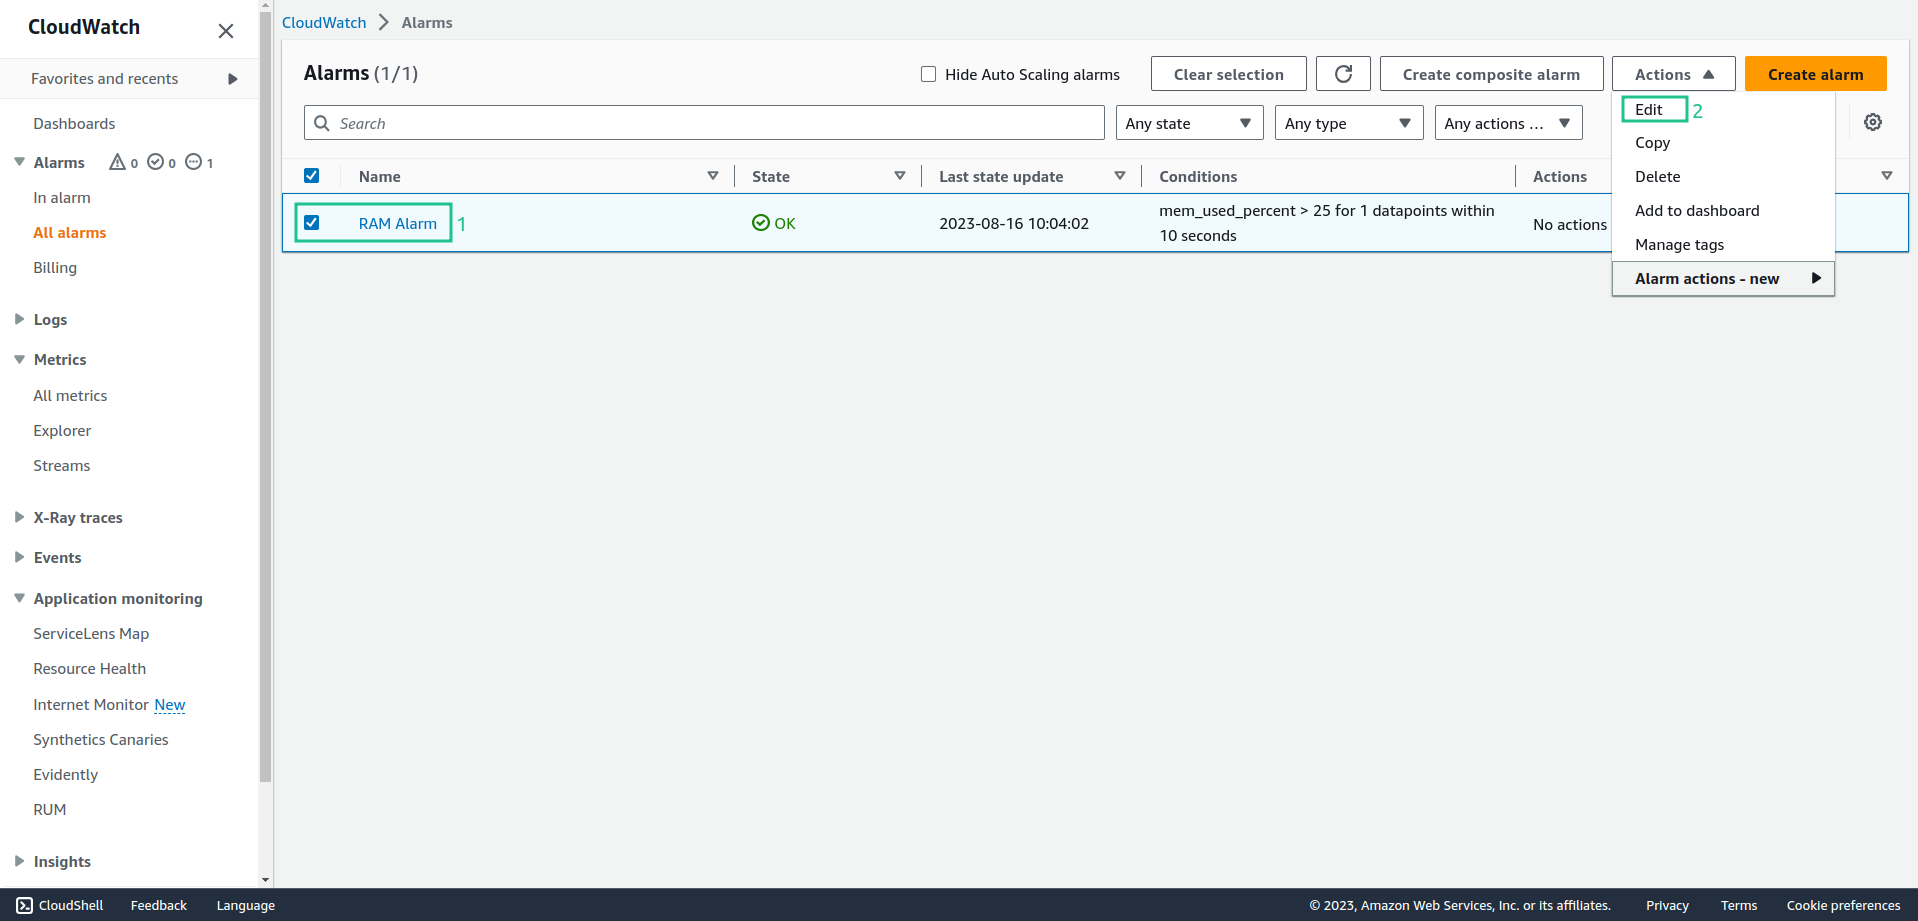 CloudWatch
Favorites and recents
Dashboards
Alarms 0 0 1
In alarm
All alarms
Billing
Logs
Metrics
All metrics
Explorer
Streams
X-Ray traces
Events
Application monitoring
ServiceLens Map
Resource Health
Internet Monitor New
Synthetics Canaries
Evidently
RUM
Insights
CloudWatch Alarms
Alarms (1/1)
Hide Auto Scaling alarms
Clear selection
Create composite alarm
Actions
Create alarm
Search
Any state
Any type
Any actions ...
Edit 2
Copy
Delete
Add to dashboard
Manage tags
Alarm actions - new
Name State Last state update Conditions Actions
RAM Alarm 1 OK 2023-08-16 10:04:02
mem_used_percent > 25 for 1 datapoints within
10 seconds
No actions
CloudShell Feedback Language © 2023, Amazon Web Services, Inc. or its affiliates. Privacy Terms Cookie preferences